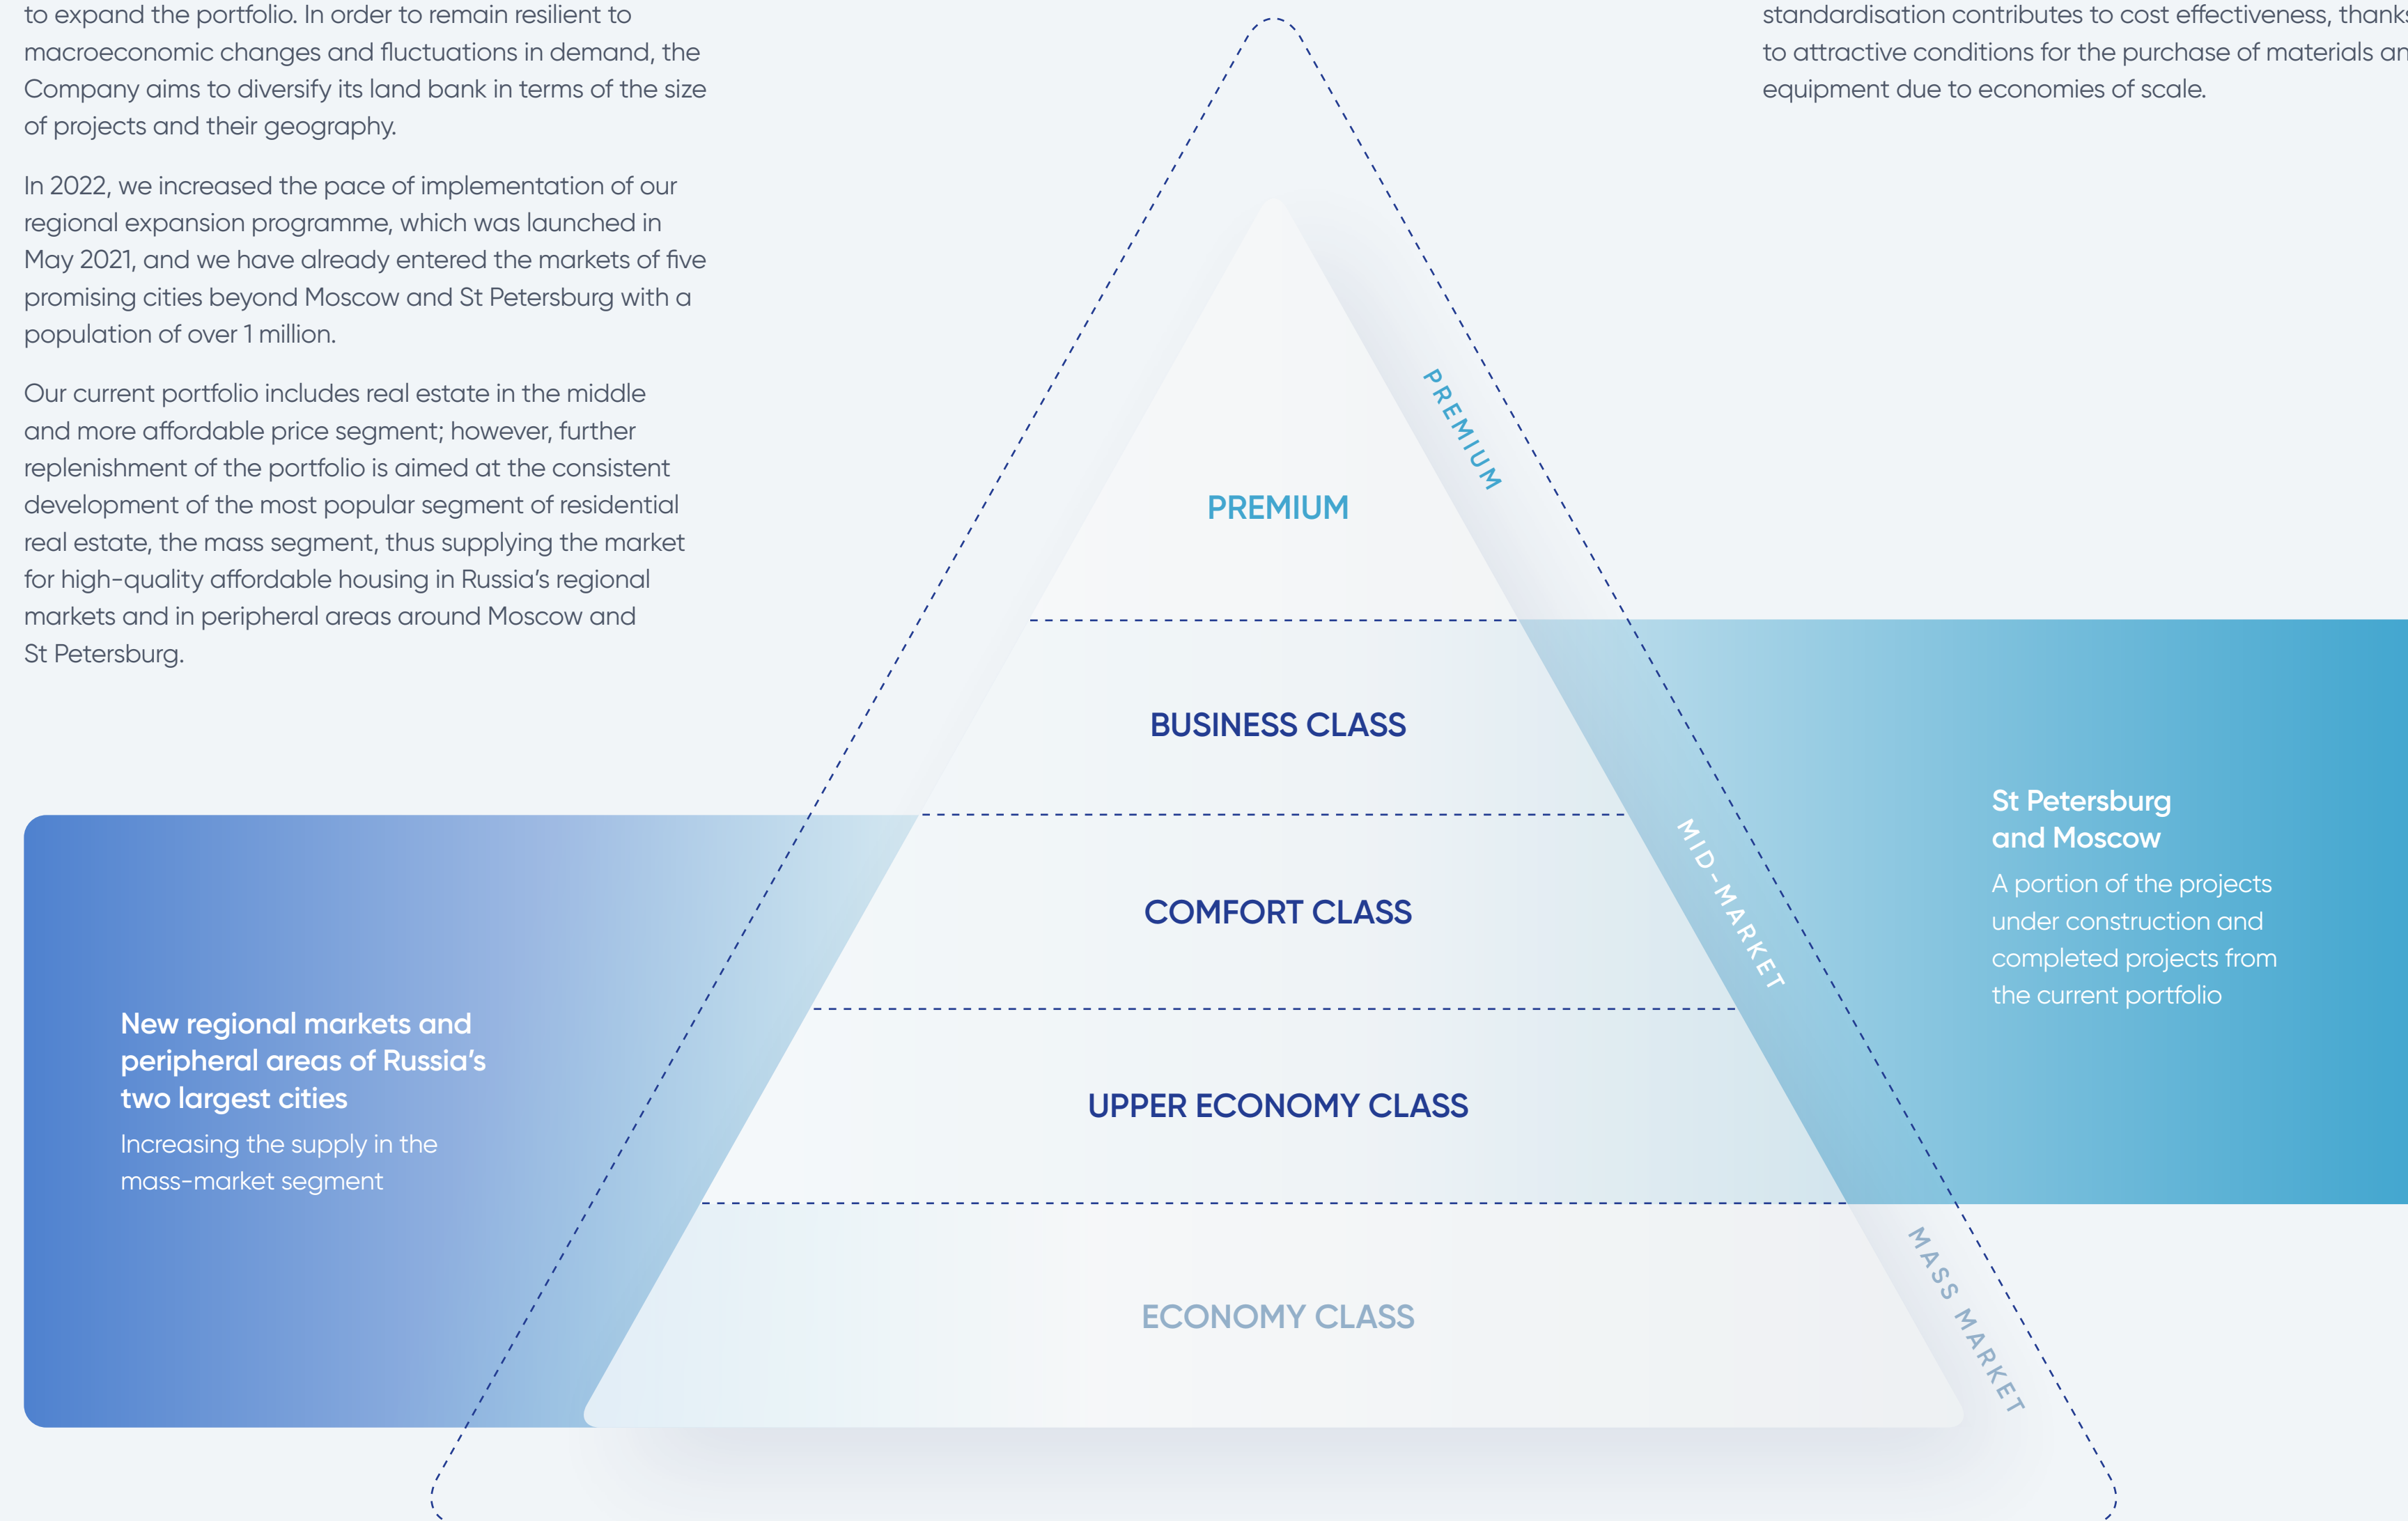 to expand the portfolio. In order to remain resilient to
macroeconomic changes and fluctuations in demand, the
Company aims to diversify its land bank in terms of the size
of projects and their geography.
In 2022, we increased the pace of implementation of our
regional expansion programme, which was launched in
May 2021, and we have already entered the markets of five
promising cities beyond Moscow and St Petersburg with a
population of over 1 million.
Our current portfolio includes real estate in the middle
and more affordable price segment; however, further
replenishment of the portfolio is aimed at the consistent
development of the most popular segment of residential
real estate, the mass segment, thus supplying the market
for high-quality affordable housing in Russia’s regional
markets and in peripheral areas around Moscow and
St Petersburg.
standardisation contributes to cost effectiveness, thanks
to attractive conditions for the purchase of materials an
equipment due to economies of scale.
PREMIUM
PREMIUM
BUSINESS CLASS
COMFORT CLASS
UPPER ECONOMY CLASS
ECONOMY CLASS
MID-MARKET
MASS MARKET
New regional markets and
peripheral areas of Russia’s
two largest cities
Increasing the supply in the
mass-market segment
St Petersburg
and Moscow
A portion of the projects
under construction and
completed projects from
the current portfolio